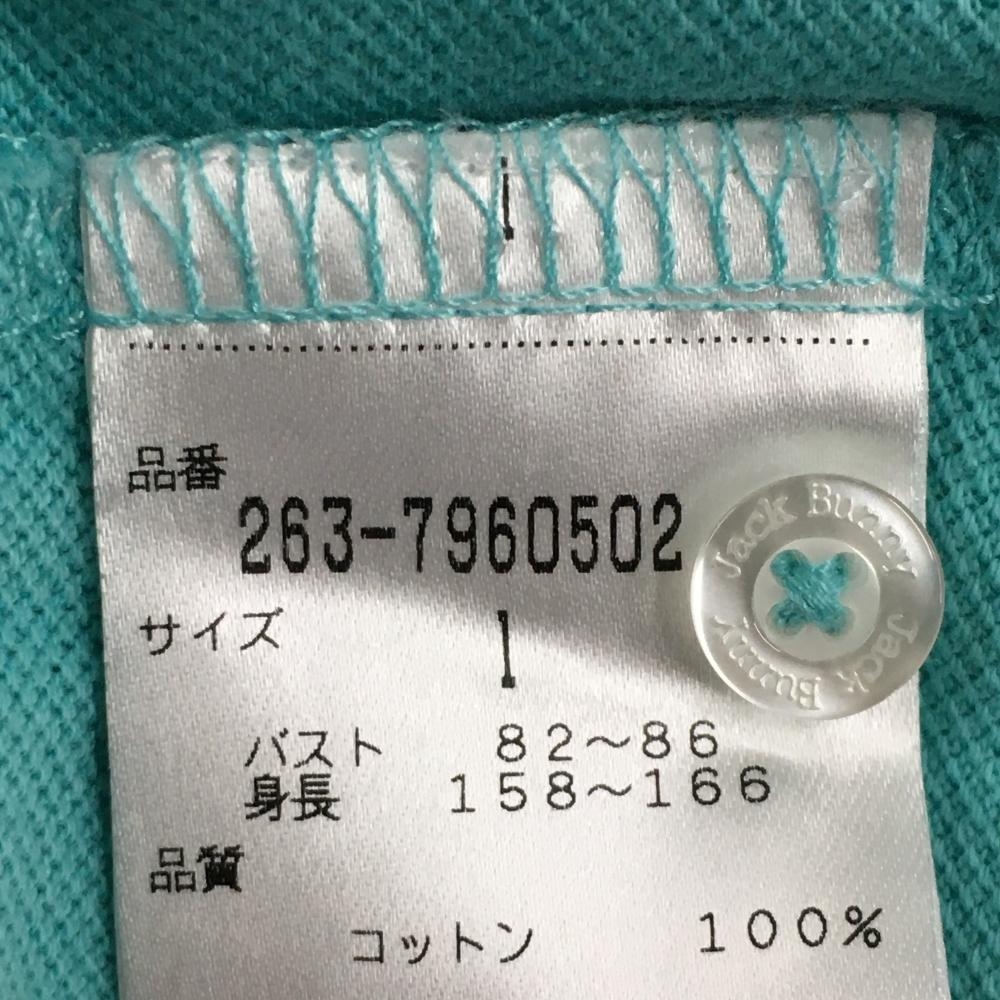 1
品番
263-7960502
サイズ
1
バスト 82~86
身長 158~166
品質
コットン 100%
Jack Bunny Jack Bunny